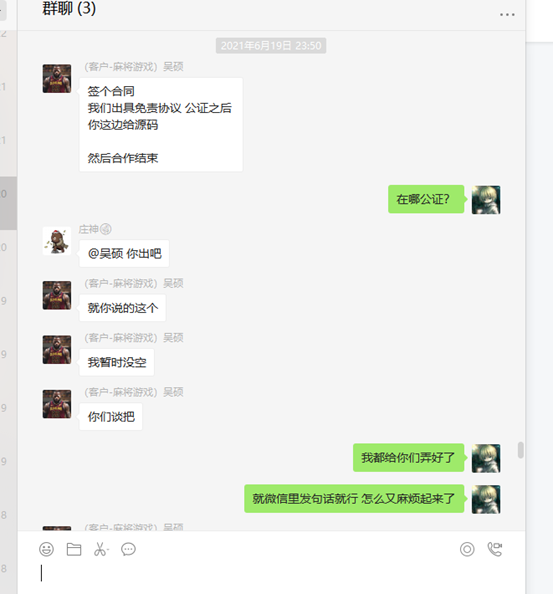 群聊 (3)
2021年6月19日 23:50
（客户-麻将游戏）吴硕
签个合同
我们出具免责协议 公证之后
你这边给源码
然后合作结束
在哪公证？
庄神
@吴硕 你出吧
（客户-麻将游戏）吴硕
就你说的这个
（客户-麻将游戏）吴硕
我暂时没空
（客户-麻将游戏）吴硕
你们谈把
我都给你们弄好了
就微信里发句话就行 怎么又麻烦起来了
（客户-麻将游戏）吴硕